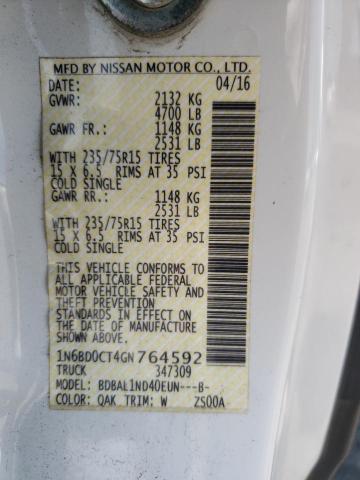 MFD BY NISSAN MOTOR CO., LTD.
DATE: 04/16
GVWR: 2132 KG
4700 LB
GAWR FR.: 1148 KG
2531 LB
WITH 235/75R15 TIRES
15 X 6.5 RIMS AT 35 PSI
COLD SINGLE
GAWR RR.: 1148 KG
2531 LB
WITH 235/75R15 TIRES
15 X 6.5 RIMS AT 35 PSI
COLD SINGLE
THIS VEHICLE CONFORMS TO
ALL APPLICABLE FEDERAL
MOTOR VEHICLE SAFETY AND
THEFT PREVENTION
STANDARDS IN EFFECT ON THE
DATE OF MANUFACTURE
SHOWN ABOVE.
1N6BD0CT4GN764592
TRUCK 347309
MODEL: BDBAL1ND40EUN---B-
COLOR: QAK TRIM: W ZS00A